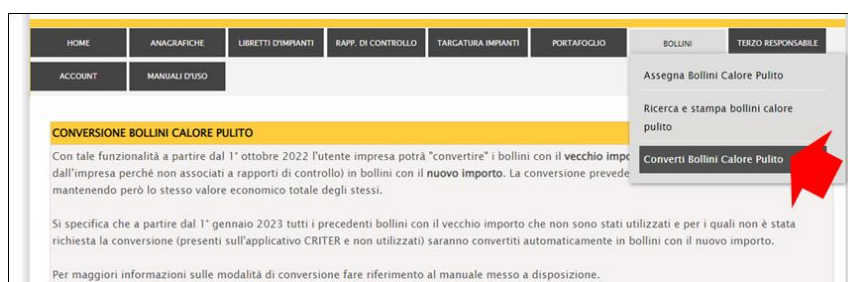 HOME ANAGRAFICHE LIBRETTI D'IMPIANTI RAPP. DI CONTROLLO TARGATURA IMPIANTI PORTAFOGLIO BOLLINI TERZO RESPONSABILE
ACCOUNT MANUALI D'USO
Assegna Bollini Calore Pulito
Ricerca e stampa bollini calore
pulito
Converti Bollini Calore Pulito
CONVERSIONE BOLLINI CALORE PULITO
Con tale funzionalità a partire dal 1° ottobre 2022 l'utente impresa potrà "convertire" i bollini con il vecchio impo
dall'impresa perché non associati a rapporti di controllo) in bollini con il nuovo importo. La conversione prevede
mantenendo però lo stesso valore economico totale degli stessi.
Si specifica che a partire dal 1° gennaio 2023 tutti i precedenti bollini con il vecchio importo che non sono stati utilizzati e per i quali non è stata
richiesta la conversione (presenti sull'applicativo CRITER e non utilizzati) saranno convertiti automaticamente in bollini con il nuovo importo.
Per maggiori informazioni sulle modalità di conversione fare riferimento al manuale messo a disposizione.